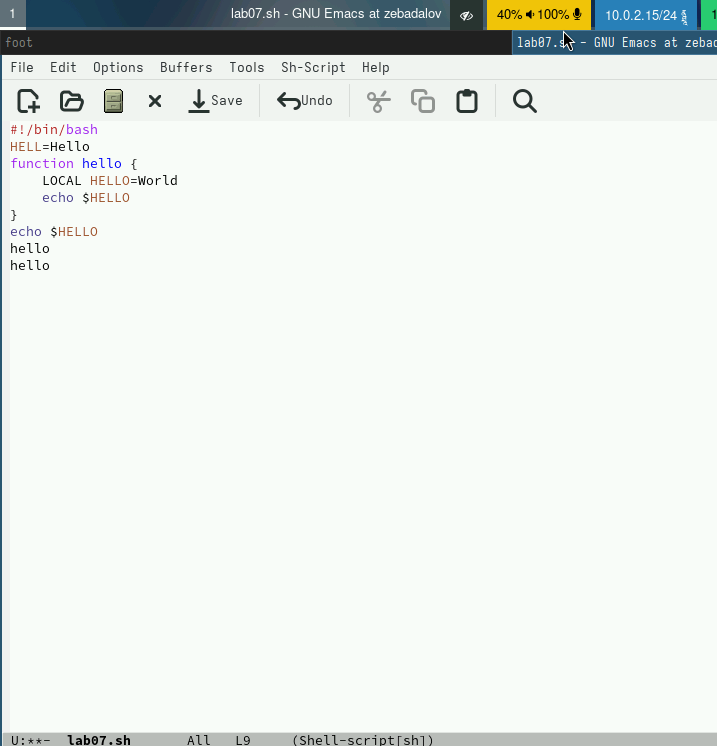 1 lab07.sh - GNU Emacs at zebadalov 40% 100% 10.0.2.15/24 1
foot lab07.s - GNU Emacs at zebad
File Edit Options Buffers Tools Sh-Script Help
Save Undo
#!/bin/bash
HELL=Hello
function hello {
    LOCAL HELLO=World
    echo $HELLO
}
echo $HELLO
hello
hello
U:**- lab07.sh All L9 (Shell-script[sh])